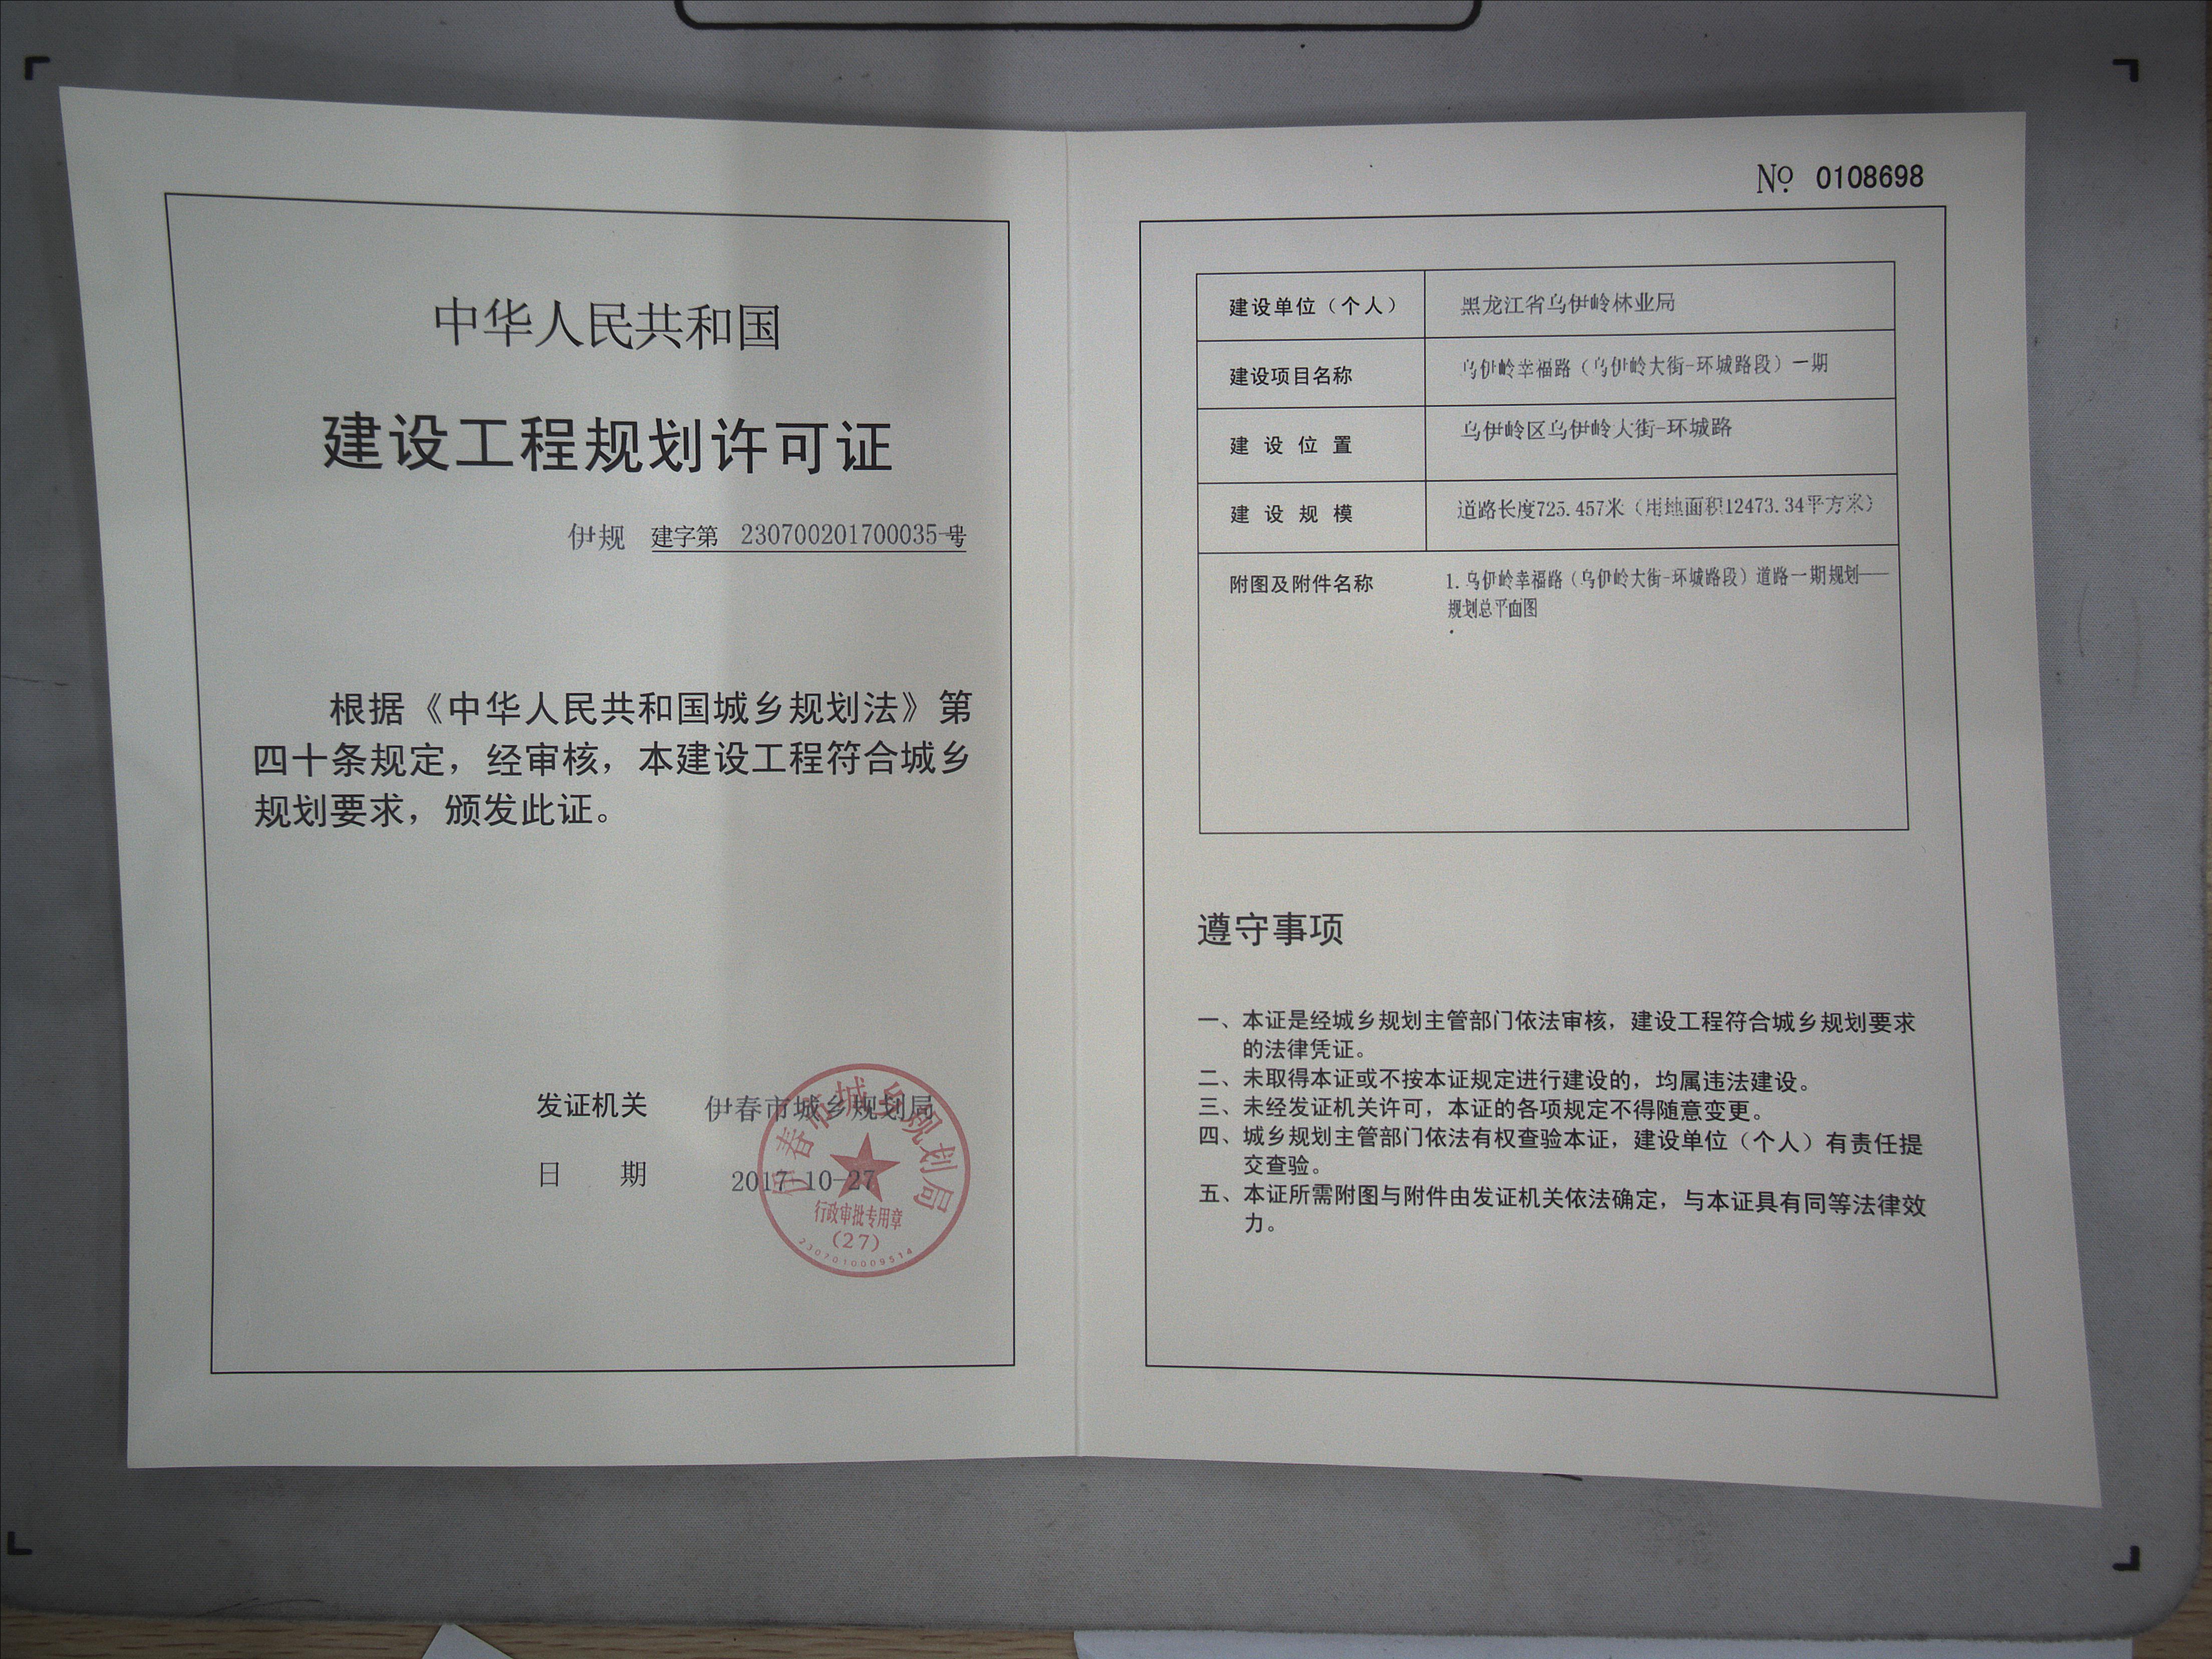 中华人民共和国
建设工程规划许可证
伊规 建字第 230700201700035号
根据《中华人民共和国城乡规划法》第
四十条规定，经审核，本建设工程符合城乡
规划要求，颁发此证。
发证机关 伊春市城乡规划局
日 期 2017-10-27
伊春市城乡规划局
行政审批专用章
(27)
2307010009514
No. 0108698
建设单位（个人） 黑龙江省乌伊岭林业局
建设项目名称 乌伊岭幸福路（乌伊岭大街-环城路段）一期
建设位置 乌伊岭区乌伊岭大街-环城路
建设规模 道路长度725.457米（用地面积12473.34平方米）
附图及附件名称 1.乌伊岭幸福路（乌伊岭大街-环城路段）道路一期规划——
规划总平面图
遵守事项
一、本证是经城乡规划主管部门依法审核，建设工程符合城乡规划要求
的法律凭证。
二、未取得本证或不按本证规定进行建设的，均属违法建设。
三、未经发证机关许可，本证的各项规定不得随意变更。
四、城乡规划主管部门依法有权查验本证，建设单位（个人）有责任提
交查验。
五、本证所需附图与附件由发证机关依法确定，与本证具有同等法律效
力。